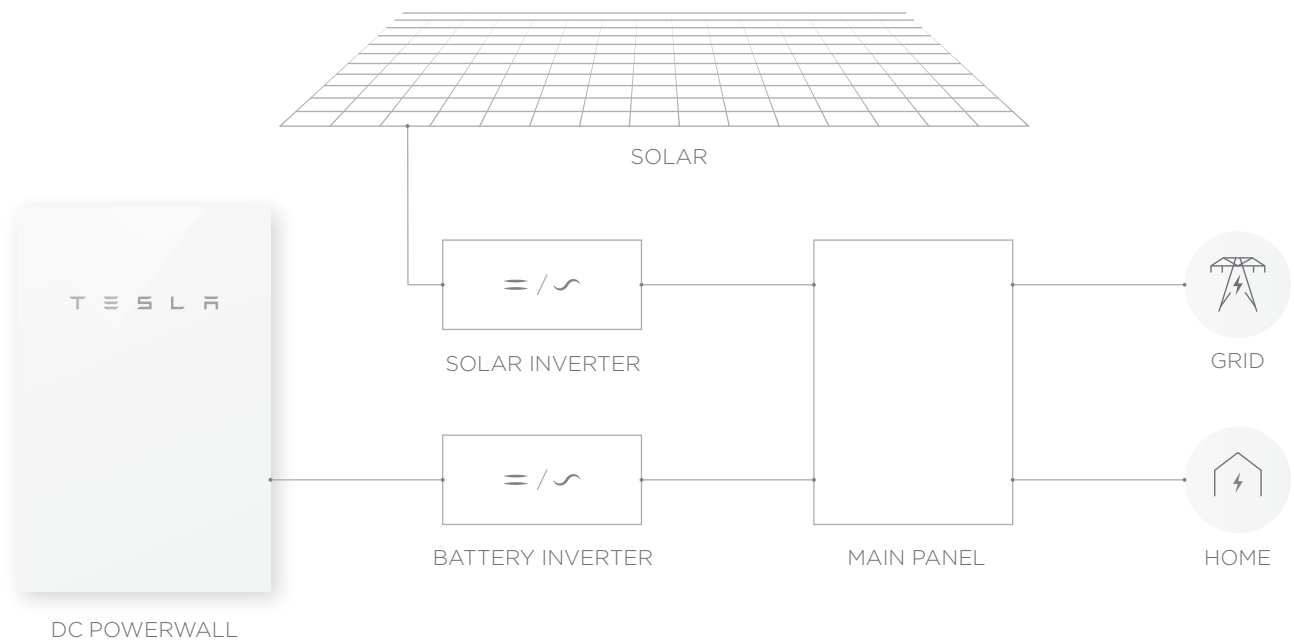 SOLAR
TESLA
SOLAR INVERTER
GRID
BATTERY INVERTER
MAIN PANEL
HOME
DC POWERWALL